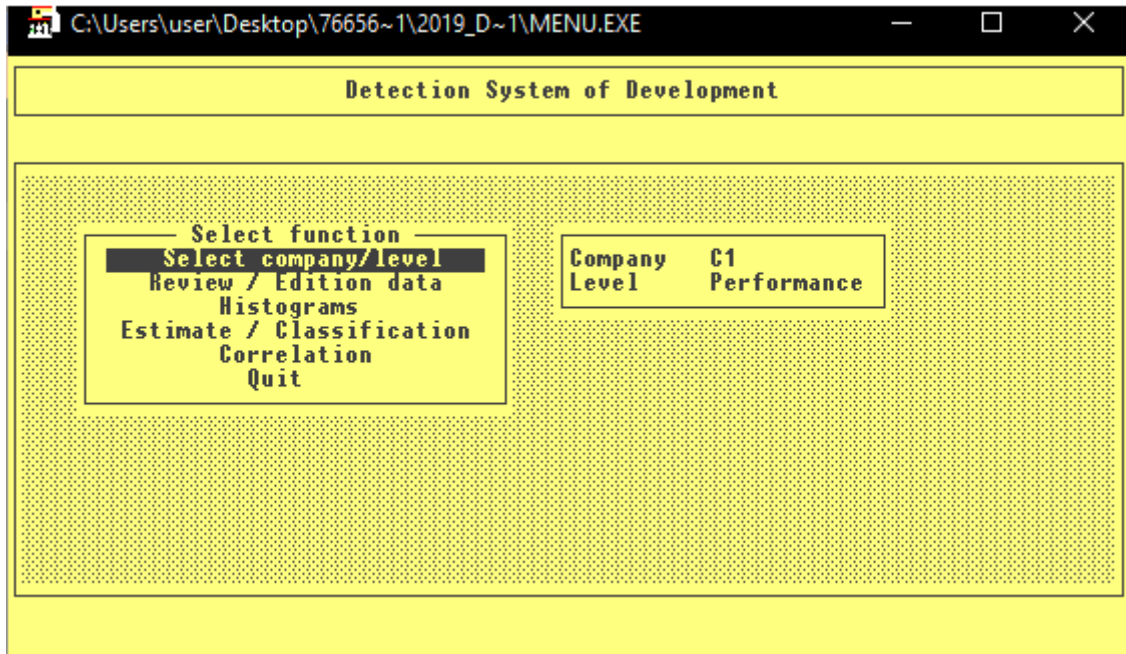 C:\Users\user\Desktop\76656~1\2019_D~1\MENU.EXE
Detection System of Development
Select function
Select company/level
Review / Edition data
Histograms
Estimate / Classification
Correlation
Quit
Company C1
Level Performance